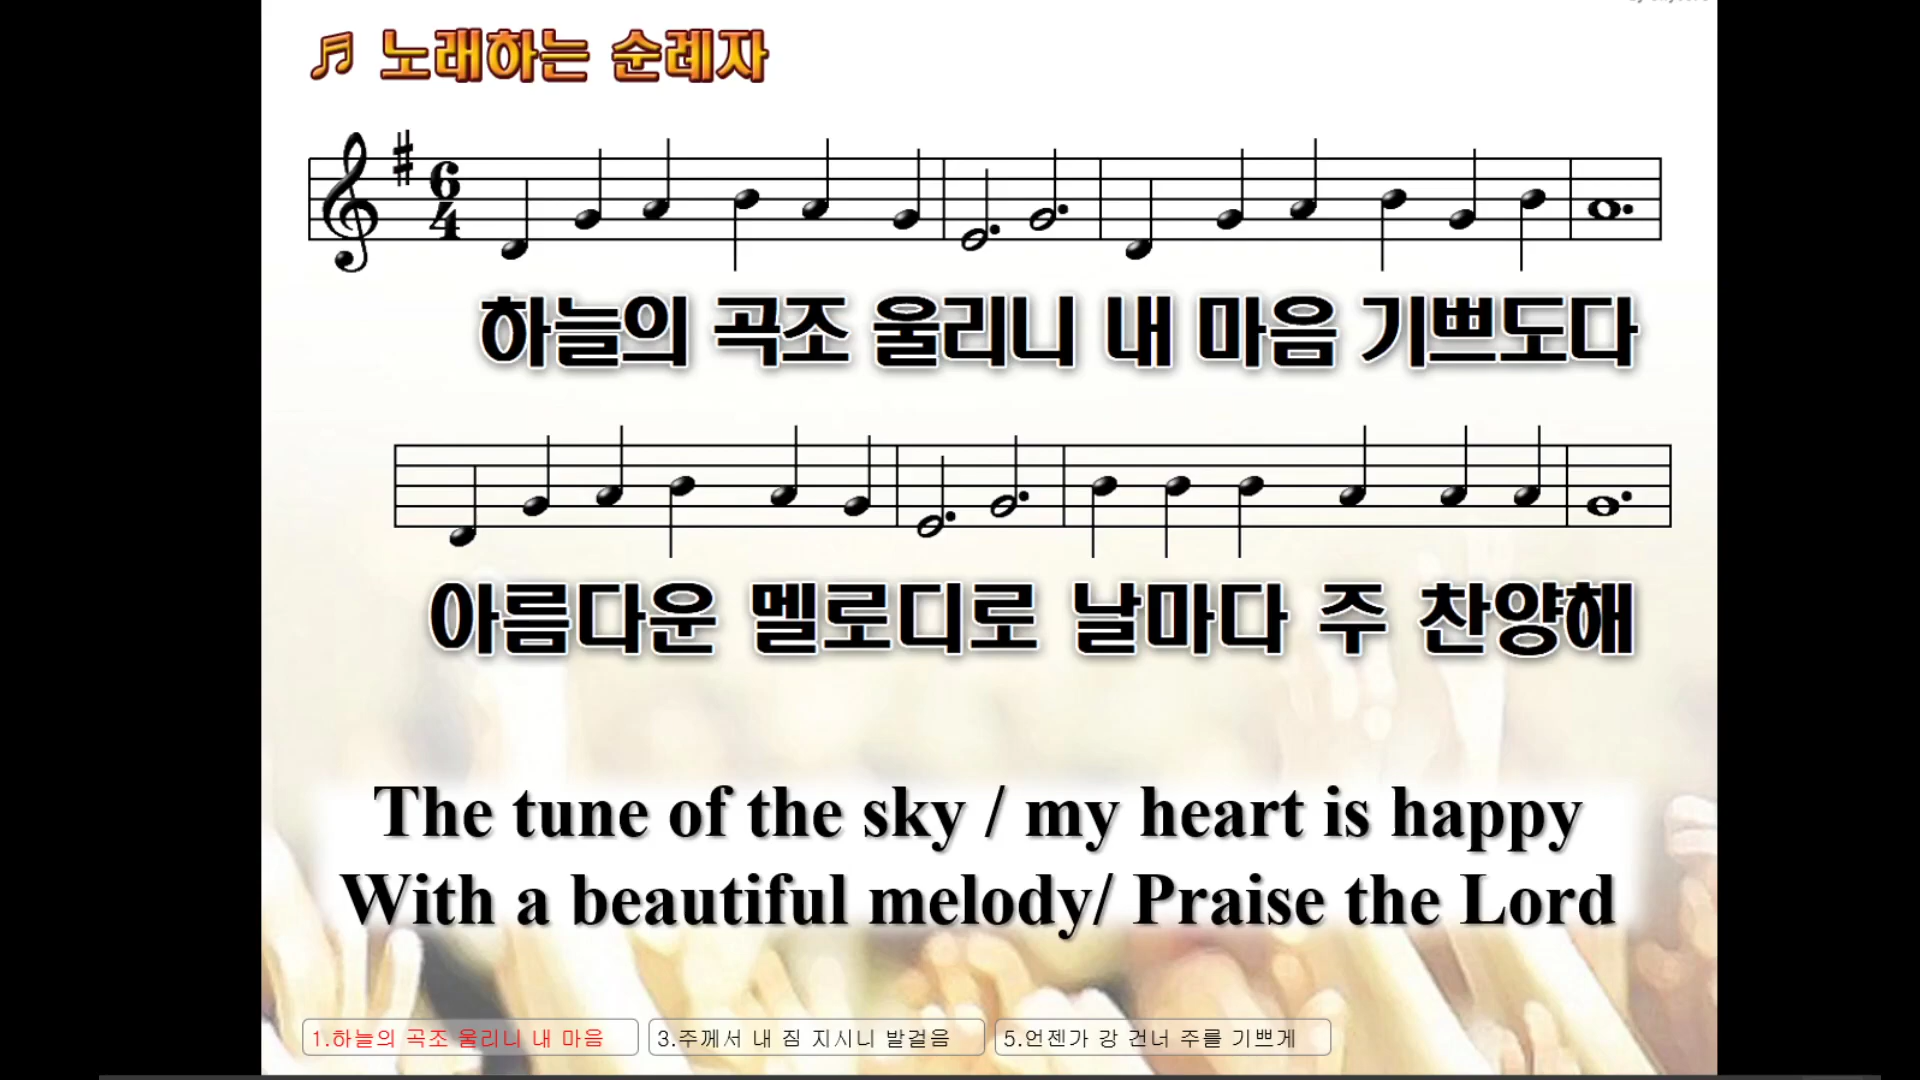 ♬ 노래하는 순례자
6
4
하늘의 곡조 울리니 내 마음 기쁘도다
아름다운 멜로디로 날마다 주 찬양해
The tune of the sky / my heart is happy
With a beautiful melody/ Praise the Lord
1.하늘의 곡조 울리니 내 마음
3.주께서 내 짐 지시니 발걸음
5.언젠가 강 건너 주를 기쁘게